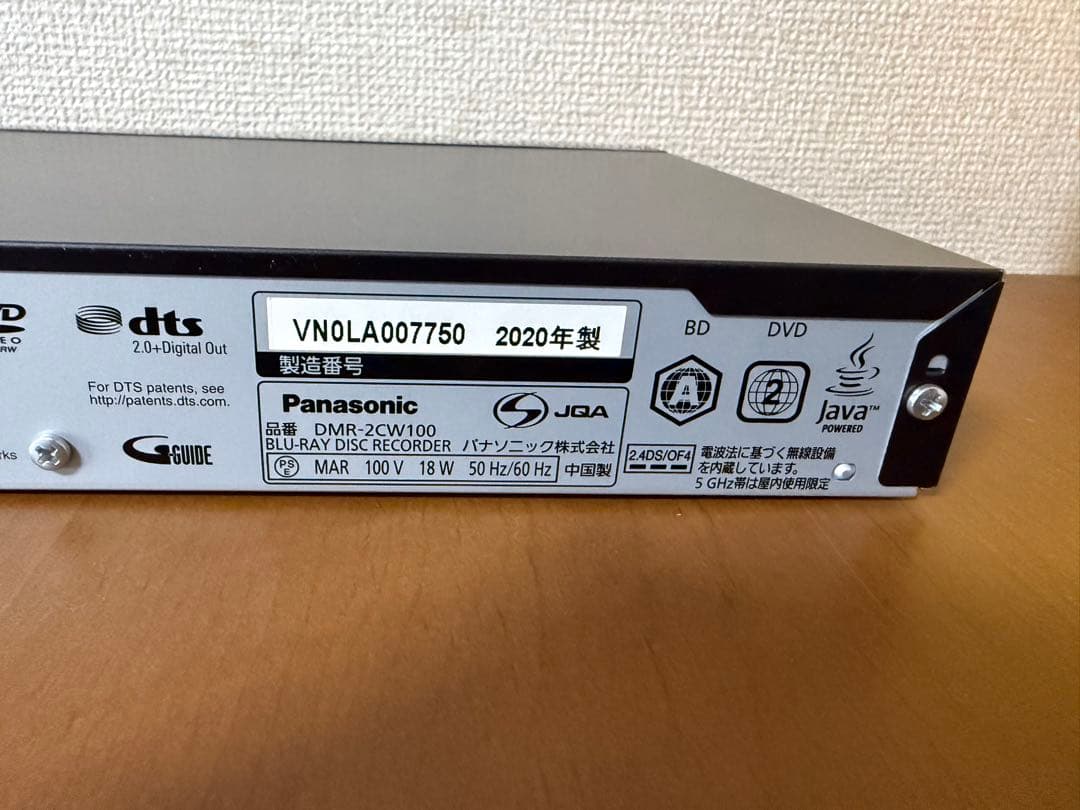 dts
2.0+Digital Out
For DTS patents, see
http://patents.dts.com.
G-GUIDE
VN0LA007750 2020年製
製造番号
Panasonic
JQA
品番 DMR-2CW100
BLU-RAY DISC RECORDER パナソニック株式会社
PS E MAR 100 V 18 W 50 Hz/60 Hz 中国製
BD
DVD
A
2
Java™
POWERED
2.4DS/OF4
電波法に基づく無線設備
を内蔵しています。
5 GHz帯は屋内使用限定